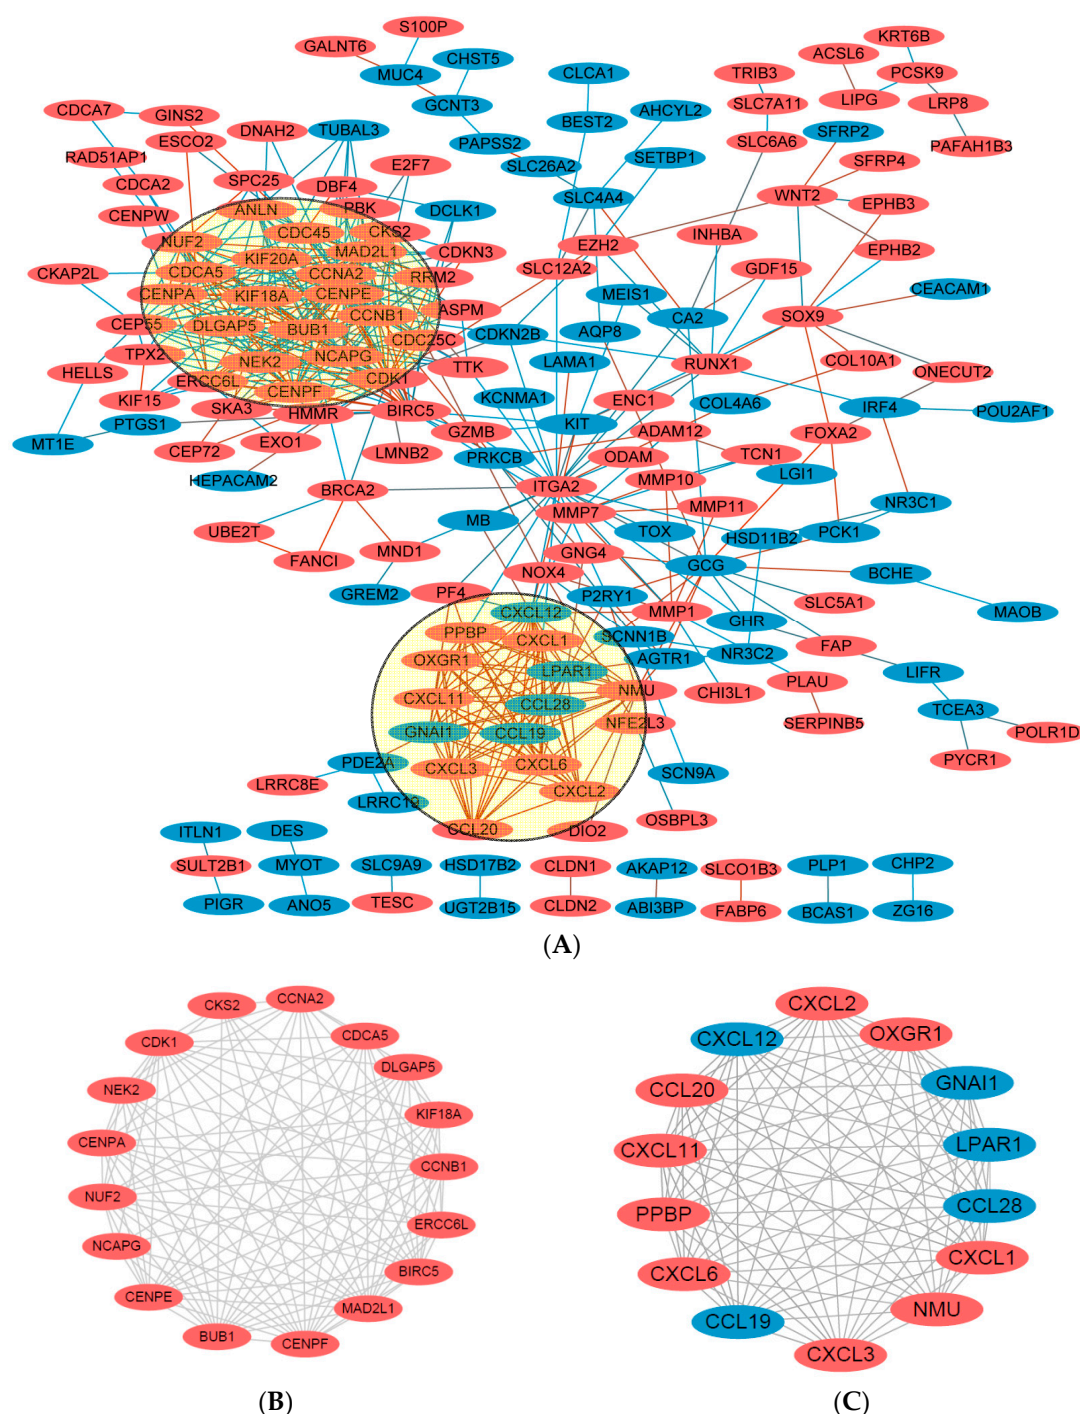 S100P
GALNT6
KRT6B
ACSL6
CHST5
MUC4
CLCA1
TRIB3
PCSK9
GCNT3
LIPG
LRP8
CDCA7
GINS2
SLC7A11
AHCYL2
BEST2
ESCO2
DNAH2
TUBAL3
SFRP2
PAPSS2
SLC6A6
PAFAH1B3
RAD51AP1
E2F7
SLC26A2
SETBP1
SFRP4
CDCA2
SPC25
DBF4
SLC4A4
WNT2
EPHB3
CENPW
ANLN
PBK
DCLK1
CDC45
CKS2
INHBA
NUF2
MAD2L1
CDKN3
EZH2
EPHB2
KIF20A
CKAP2L
CDCA5
CCNA2
RRM2
SLC12A2
GDF15
CEACAM1
CENPA
KIF18A
CENPE
MEIS1
ASPM
CA2
SOX9
CEP55
DLGAP5
BUB1
CCNB1
CDKN2B
AQP8
CDC25C
TPX2
NEK2
NCAPG
LAMA1
RUNX1
COL10A1
HELLS
TTK
ONECUT2
ERCC6L
CENPF
CDK1
KIF15
SKA3
HMMR
BIRC5
KCNMA1
ENC1
COL4A6
IRF4
POU2AF1
PTGS1
MT1E
GZMB
KIT
ADAM12
FOXA2
EXO1
CEP72
LMNB2
PRKCB
ODAM
TCN1
LGI1
HEPACAM2
BRCA2
ITGA2
MMP10
NR3C1
MMP7
MMP11
UBE2T
MB
TOX
HSD11B2
PCK1
FANCI
MND1
GNG4
NOX4
GCG
BCHE
GREM2
PF4
P2RY1
SLC5A1
MAOB
CXCL12
MMP1
GHR
PPBP
CXCL1
SCNN1B
OXGR1
NR3C2
FAP
LPAR1
AGTR1
LIFR
CXCL11
NMU
CHI3L1
PLAU
CCL28
TCEA3
GNAI1
CCL19
NFE2L3
SERPINB5
POLR1D
PDE2A
CXCL3
CXCL6
SCN9A
PYCR1
LRRC8E
LRRC19
CXCL2
OSBPL3
CCL20
DIO2
ITLN1
DES
SULT2B1
MYOT
SLC9A9
HSD17B2
CLDN1
AKAP12
SLCO1B3
PLP1
CHP2
PIGR
ANO5
TESC
UGT2B15
CLDN2
ABI3BP
FABP6
BCAS1
ZG16
(A)
CKS2
CCNA2
CDK1
CDCA5
DLGAP5
NEK2
KIF18A
CENPA
CCNB1
NUF2
ERCC6L
NCAPG
BIRC5
CENPE
MAD2L1
BUB1
CENPF
(B)
CXCL2
CXCL12
OXGR1
CCL20
GNAI1
CXCL11
LPAR1
PPBP
CCL28
CXCL6
CXCL1
CCL19
NMU
CXCL3
(C)